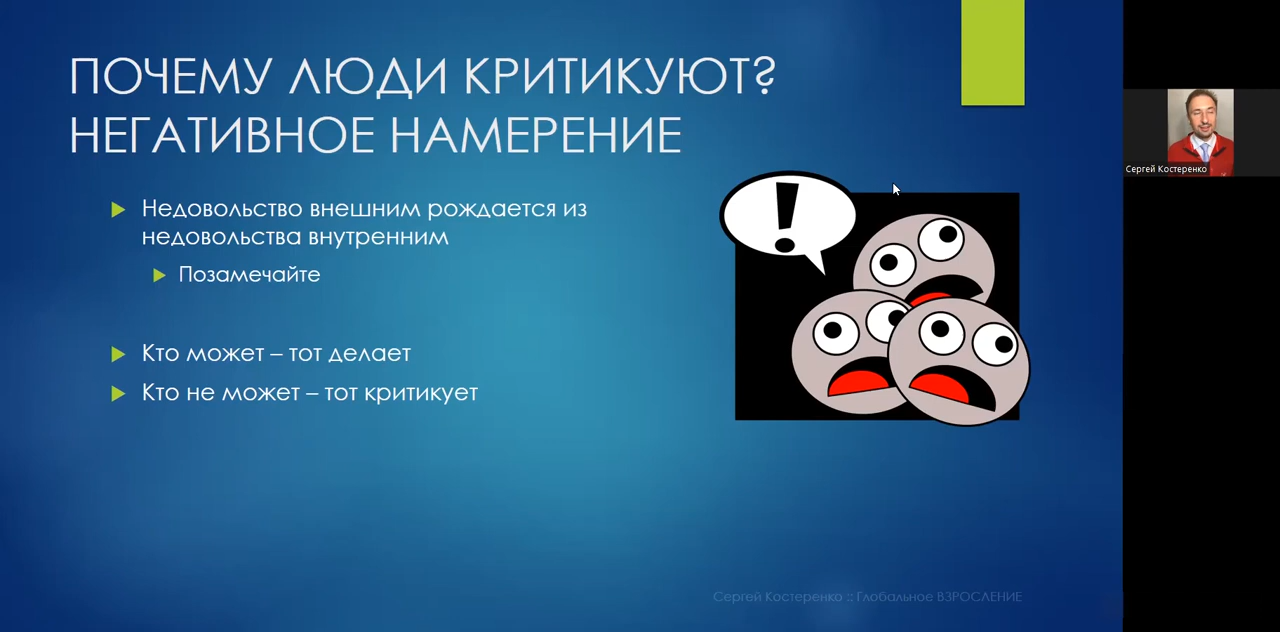 ПОЧЕМУ ЛЮДИ КРИТИКУЮТ?
НЕГАТИВНОЕ НАМЕРЕНИЕ
Недовольство внешним рождается из
недовольства внутренним
Позамечайте
Кто может – тот делает
Кто не может – тот критикует
!
Сергей Костеренко
Сергей Костеренко :: Глобальное ВЗРОСЛЕНИЕ